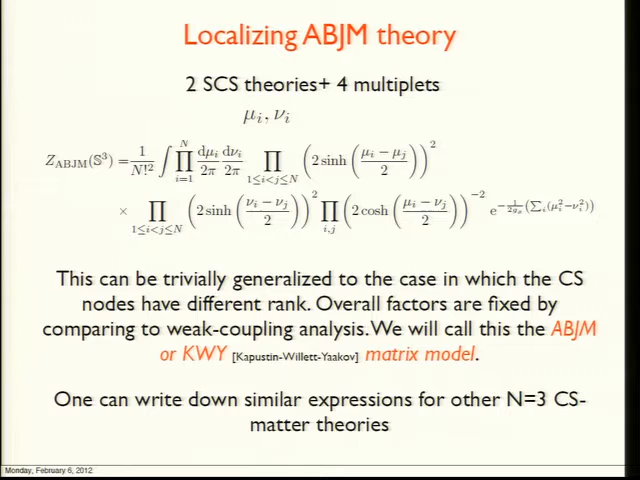 Localizing ABJM theory
2 SCS theories+ 4 multiplets
μ_i, ν_i
Z_ABJM(𝕊³) = 1/N!² ∫ ∏_{i=1}^{N} dμ_i/2π dν_i/2π ∏_{1≤i<j≤N} (2 sinh((μ_i − μ_j)/2))²
× ∏_{1≤i<j≤N} (2 sinh((ν_i − ν_j)/2))² ∏_{i,j} (2 cosh((μ_i − ν_j)/2))^{−2} e^{−1/(2g_s) (∑_i(μ_i² − ν_i²))}
This can be trivially generalized to the case in which the CS
nodes have different rank. Overall factors are fixed by
comparing to weak-coupling analysis. We will call this the ABJM
or KWY [Kapustin-Willett-Yaakov] matrix model.
One can write down similar expressions for other N=3 CS-
matter theories
Monday, February 6, 2012